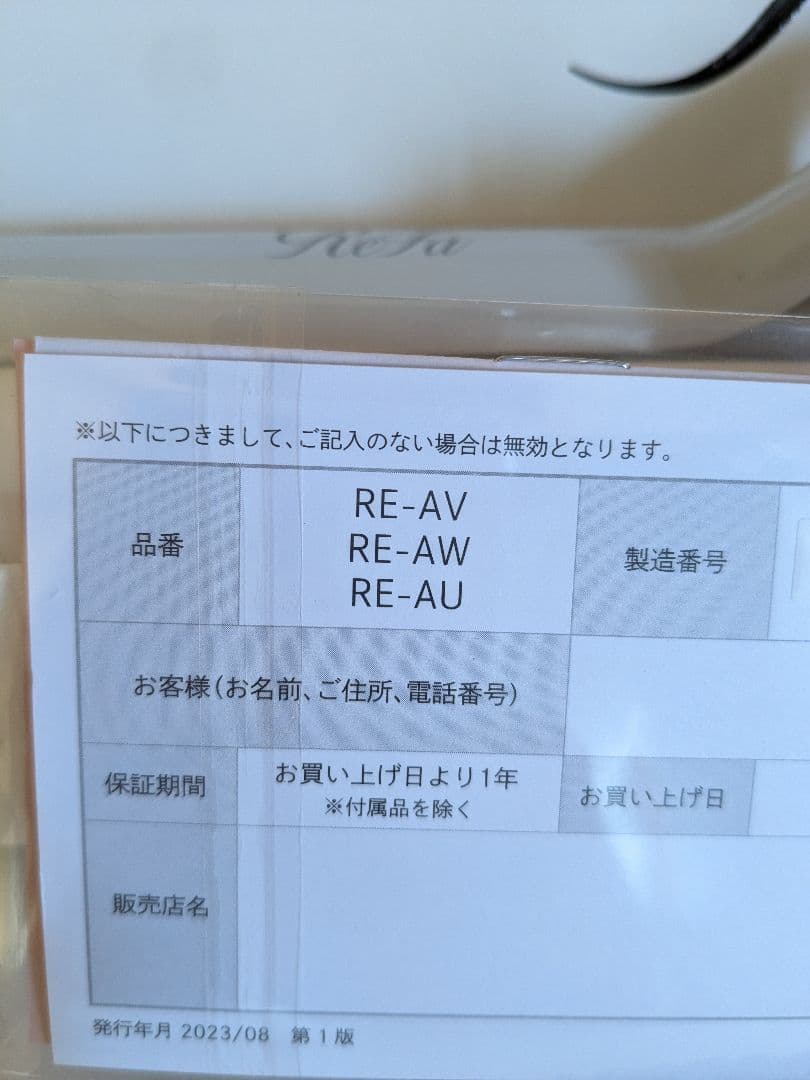 ReFa
※以下につきまして、ご記入のない場合は無効となります。
品番
RE-AV
RE-AW
RE-AU
製造番号
お客様(お名前、ご住所、電話番号)
保証期間
お買い上げ日より1年
※付属品を除く
お買い上げ日
販売店名
発行年月 2023/08 第1版